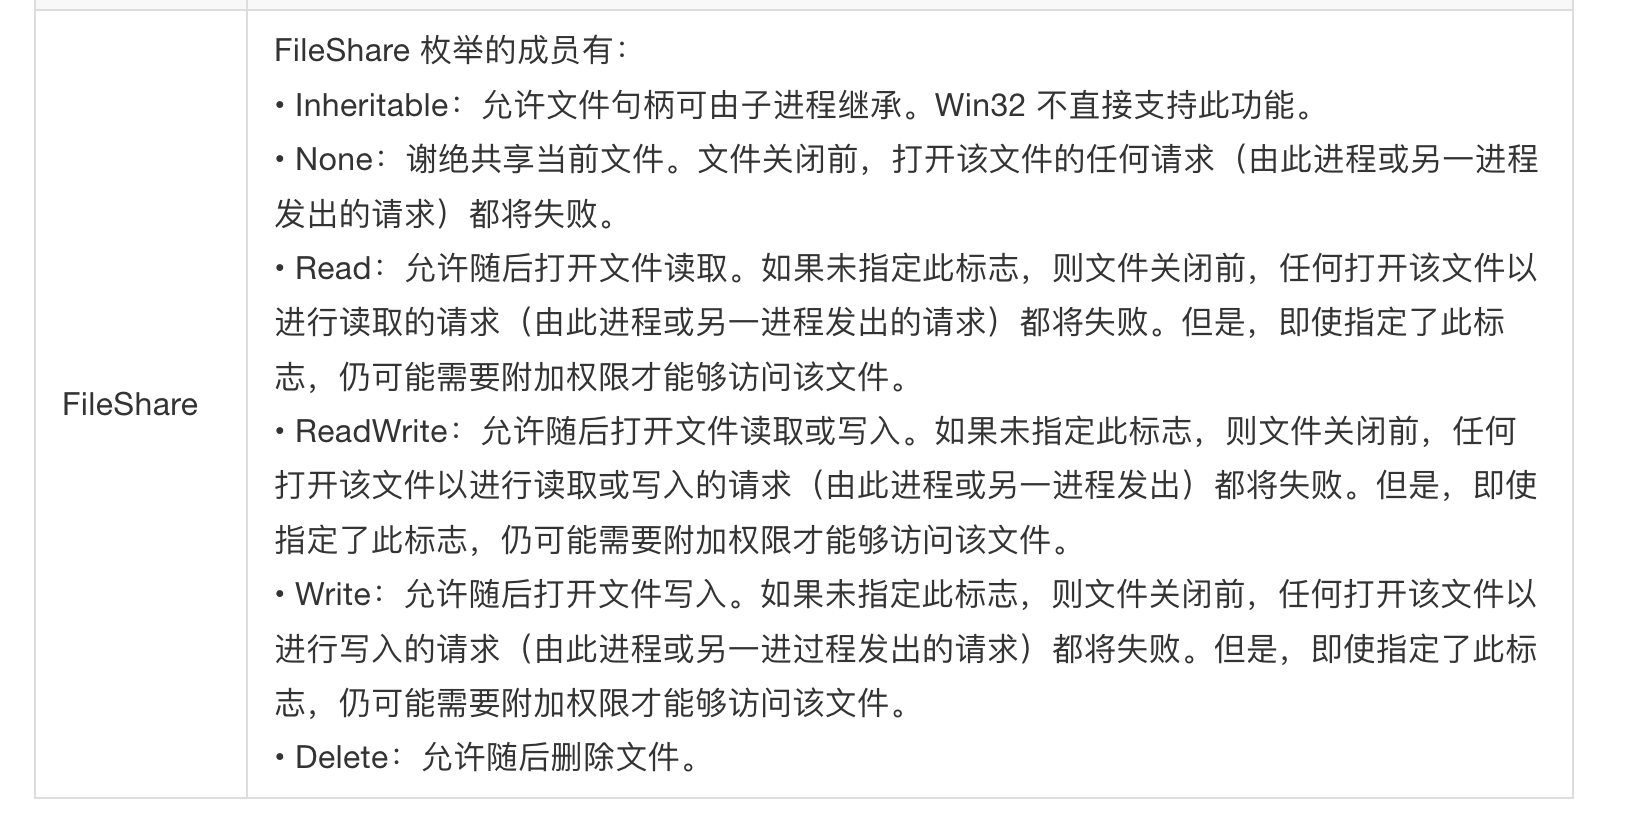 FileShare
FileShare 枚举的成员有：
• Inheritable：允许文件句柄可由子进程继承。Win32 不直接支持此功能。
• None：谢绝共享当前文件。文件关闭前，打开该文件的任何请求（由此进程或另一进程
发出的请求）都将失败。
• Read：允许随后打开文件读取。如果未指定此标志，则文件关闭前，任何打开该文件以
进行读取的请求（由此进程或另一进程发出的请求）都将失败。但是，即使指定了此标
志，仍可能需要附加权限才能够访问该文件。
• ReadWrite：允许随后打开文件读取或写入。如果未指定此标志，则文件关闭前，任何
打开该文件以进行读取或写入的请求（由此进程或另一进程发出）都将失败。但是，即使
指定了此标志，仍可能需要附加权限才能够访问该文件。
• Write：允许随后打开文件写入。如果未指定此标志，则文件关闭前，任何打开该文件以
进行写入的请求（由此进程或另一进过程发出的请求）都将失败。但是，即使指定了此标
志，仍可能需要附加权限才能够访问该文件。
• Delete：允许随后删除文件。